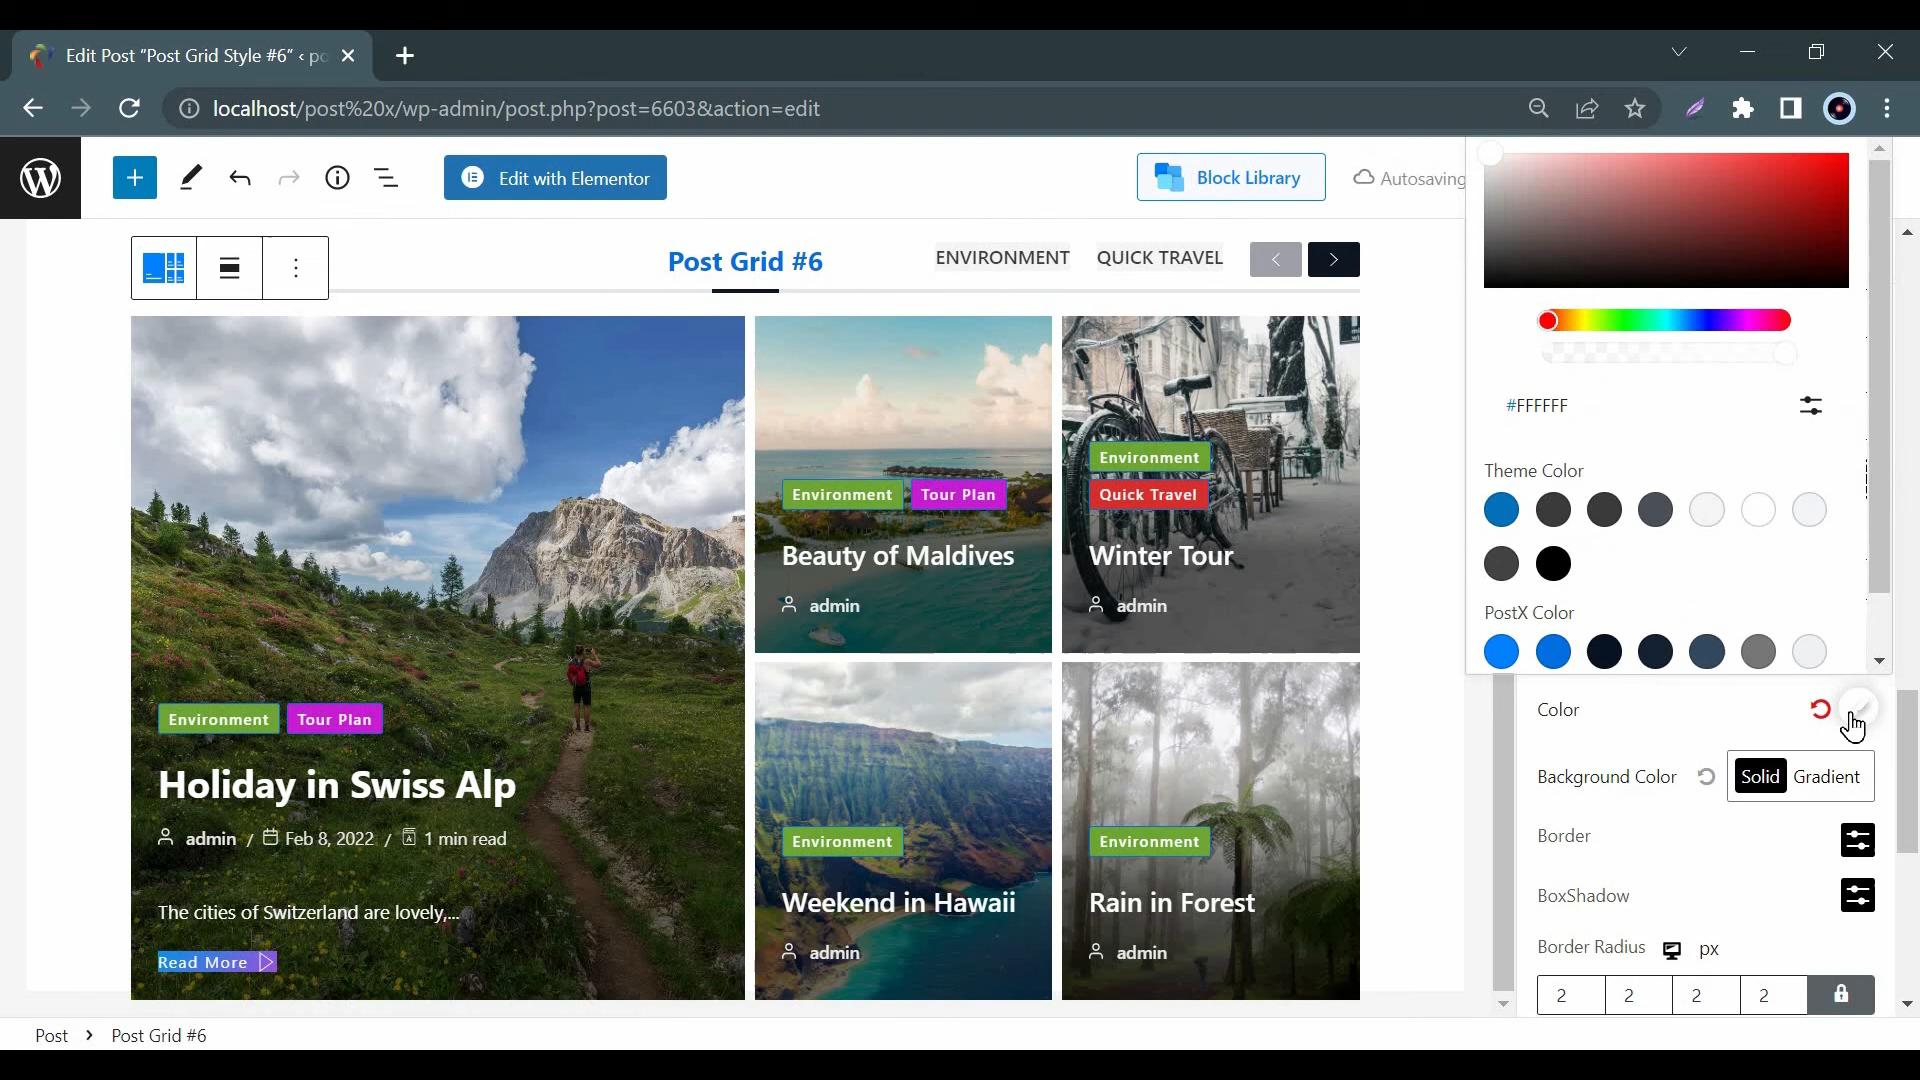 Edit Post "Post Grid Style #6" ‹ po
localhost/post%20x/wp-admin/post.php?post=6603&action=edit
Edit with Elementor
Block Library
Autosaving
Post Grid #6
ENVIRONMENT
QUICK TRAVEL
Environment Tour Plan
Holiday in Swiss Alp
admin / Feb 8, 2022 / 1 min read
The cities of Switzerland are lovely,...
Read More
Environment Tour Plan
Beauty of Maldives
admin
Environment
Quick Travel
Winter Tour
admin
Environment
Weekend in Hawaii
admin
Environment
Rain in Forest
admin
#FFFFFF
Theme Color
PostX Color
Color
Background Color Solid Gradient
Border
BoxShadow
Border Radius px
2 2 2 2
Post › Post Grid #6